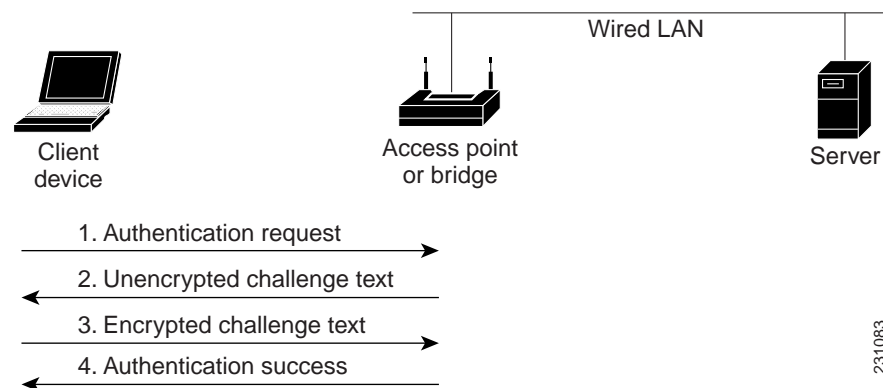 Wired LAN
Client
device
Access point
or bridge
Server
1. Authentication request
2. Unencrypted challenge text
3. Encrypted challenge text
4. Authentication success
231083